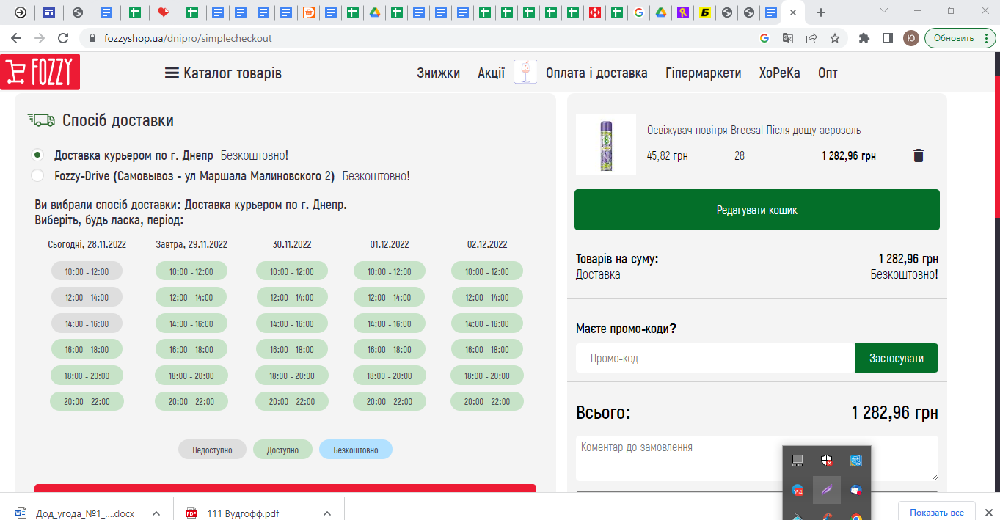 fozzyshop.ua/dnipro/simplecheckout
Ю
Обновить
FOZZY
Каталог товарів
Знижки
Акції
Оплата і доставка
Гіпермаркети
ХоРеКа
Опт
Спосіб доставки
Доставка курьером по г. Днепр Безкоштовно!
Fozzy-Drive (Самовывоз - ул Маршала Малиновского 2) Безкоштовно!
Ви вибрали спосіб доставки: Доставка курьером по г. Днепр.
Виберіть, будь ласка, період:
Сьогодні, 28.11.2022 Завтра, 29.11.2022 30.11.2022 01.12.2022 02.12.2022
10:00 - 12:00 10:00 - 12:00 10:00 - 12:00 10:00 - 12:00 10:00 - 12:00
12:00 - 14:00 12:00 - 14:00 12:00 - 14:00 12:00 - 14:00 12:00 - 14:00
14:00 - 16:00 14:00 - 16:00 14:00 - 16:00 14:00 - 16:00 14:00 - 16:00
16:00 - 18:00 16:00 - 18:00 16:00 - 18:00 16:00 - 18:00 16:00 - 18:00
18:00 - 20:00 18:00 - 20:00 18:00 - 20:00 18:00 - 20:00 18:00 - 20:00
20:00 - 22:00 20:00 - 22:00 20:00 - 22:00 20:00 - 22:00 20:00 - 22:00
Недоступно Доступно Безкоштовно
Освіжувач повітря Breesal Після дощу аерозоль
45,82 грн 28 1 282,96 грн
Редагувати кошик
Товарів на суму: 1 282,96 грн
Доставка Безкоштовно!
Маєте промо-коди?
Промо-код Застосувати
Всього: 1 282,96 грн
Коментар до замовлення
64
Дод_угода_№1_....docx
PDF
111 Вудгофф.pdf
Показать все